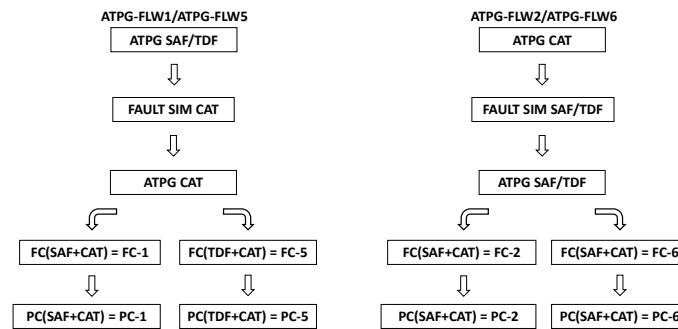 ATPG-FLW1/ATPG-FLW5
ATPG SAF/TDF
FAULT SIM CAT
ATPG CAT
FC(SAF+CAT) = FC-1
FC(TDF+CAT) = FC-5
PC(SAF+CAT) = PC-1
PC(TDF+CAT) = PC-5
ATPG-FLW2/ATPG-FLW6
ATPG CAT
FAULT SIM SAF/TDF
ATPG SAF/TDF
FC(SAF+CAT) = FC-2
FC(SAF+CAT) = FC-6
PC(SAF+CAT) = PC-2
PC(SAF+CAT) = PC-6